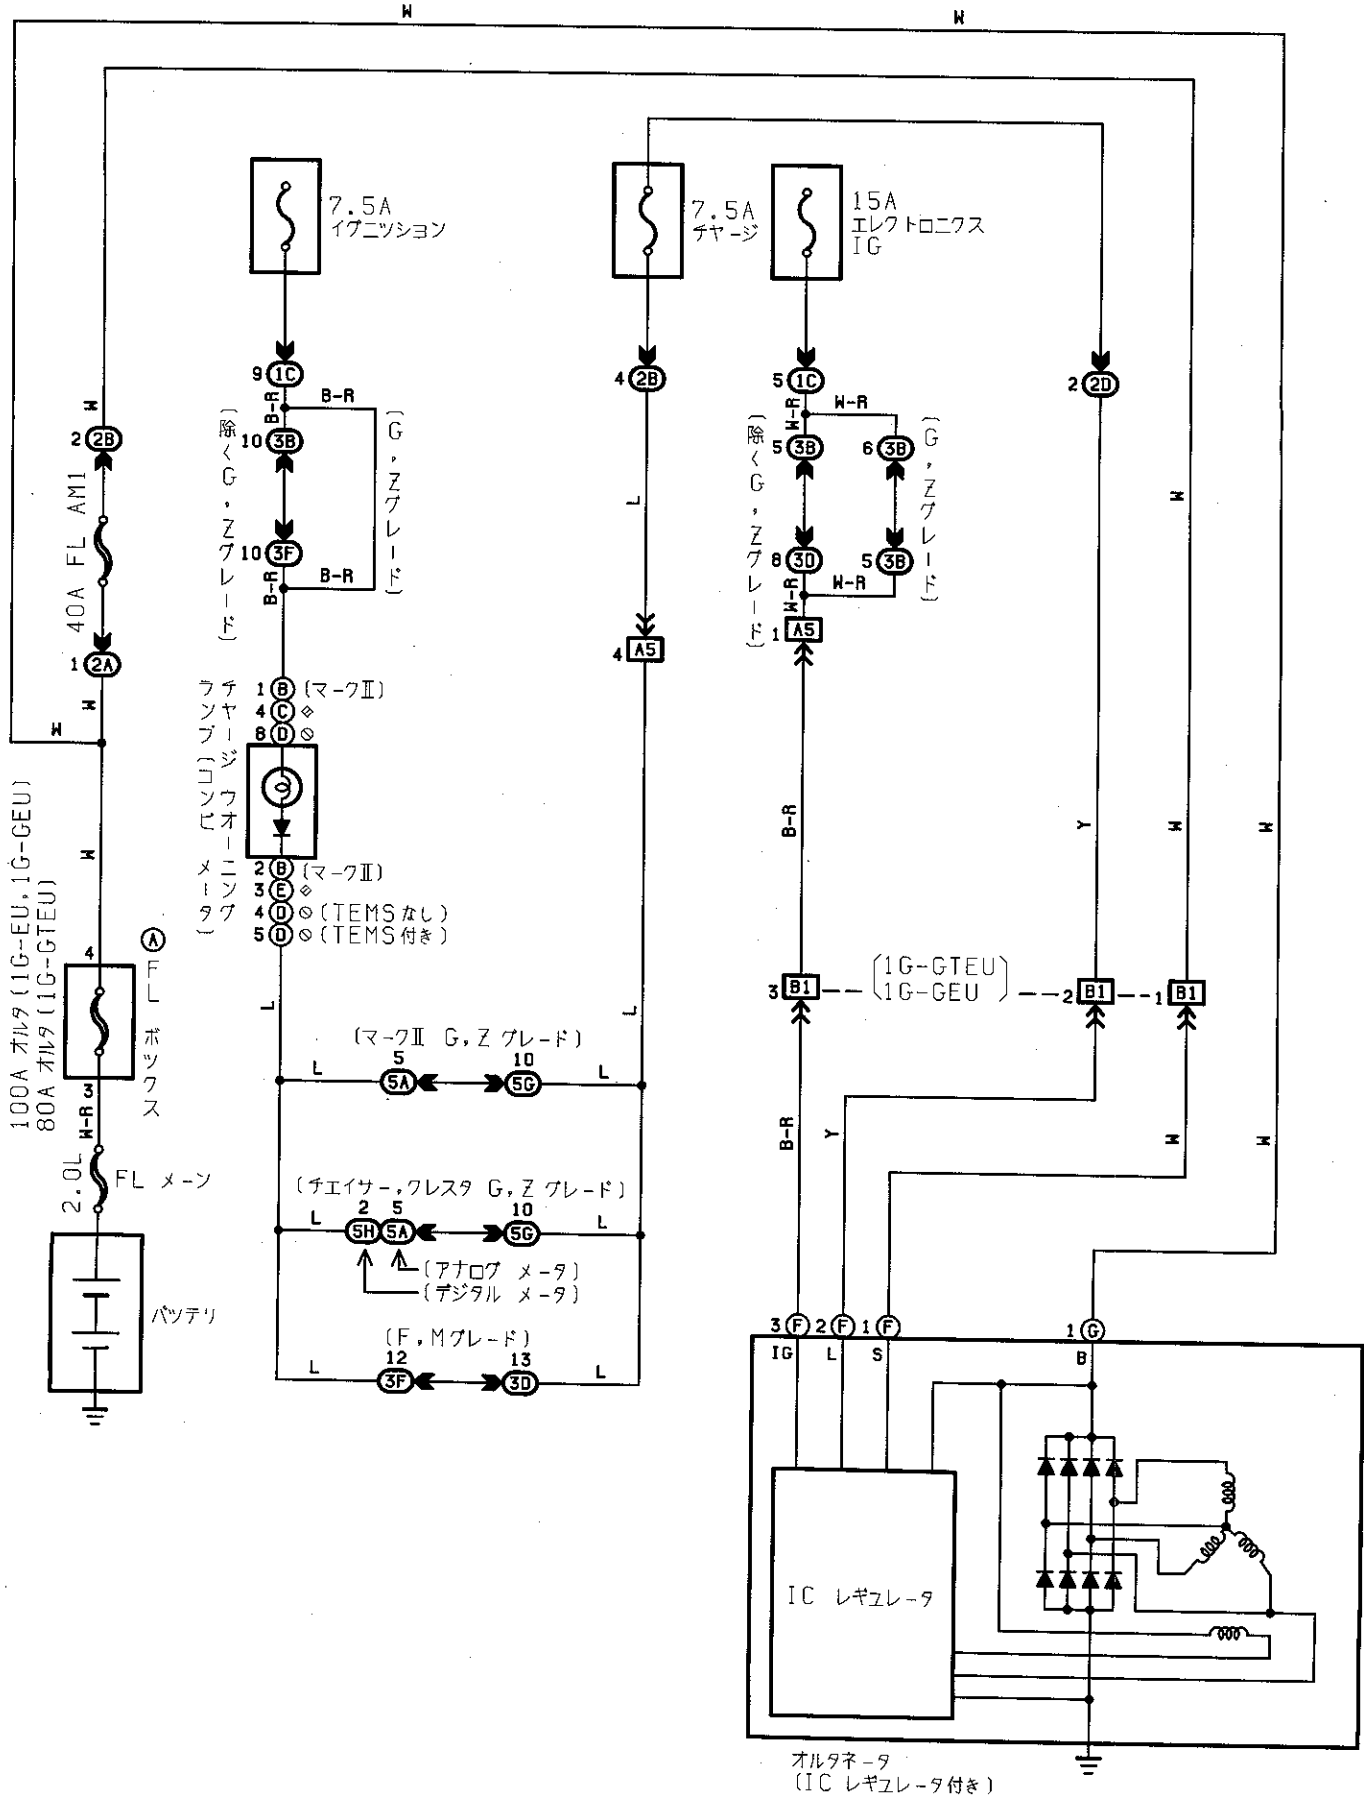 W
W
7.5A
イグニッション
7.5A
チャージ
15A
エレクトロニクス
IG
9 1C
4 2B
5 1C
2 2D
B-R
B-R
W-R
W-R
W
2 2B
10 3B
5 3B
6 3B
(除くG,Zグレード)
(G,Zグレード)
(除くG,Zグレード)
(G,Zグレード)
40A FL AM1
L
W
10 3F
8 3D
5 3B
B-R
B-R
W-R
W-R
1 A5
4 A5
1 2A
W
W
チャージ ウオーニング
ランプ(コンビ メータ)
1 B (マークⅡ)
4 C ◇
8 D ⦸
2 B (マークⅡ)
3 E ◇
4 D ⦸ (TEMSなし)
5 D ⦸ (TEMS付き)
B-R
Y
W
W
W
100A オルタ(1G-EU,1G-GEU)
80A オルタ(1G-GTEU)
A
FL ボックス
4
3
W-R
2.0L
FL メーン
バッテリ
3 B1
(1G-GTEU
1G-GEU)
2 B1
1 B1
L
L
(マークⅡ G,Z グレード)
L
5
5A
10
5G
L
(チエイサー,クレスタ G,Z グレード)
L
2
5H
5
5A
10
5G
L
(アナログ メータ)
(デジタル メータ)
(F,Mグレード)
L
12
3F
13
3D
L
B-R
Y
W
W
3 F
2 F
1 F
1 G
IG
L
S
B
IC レギュレータ
オルタネータ
(IC レギュレータ付き)